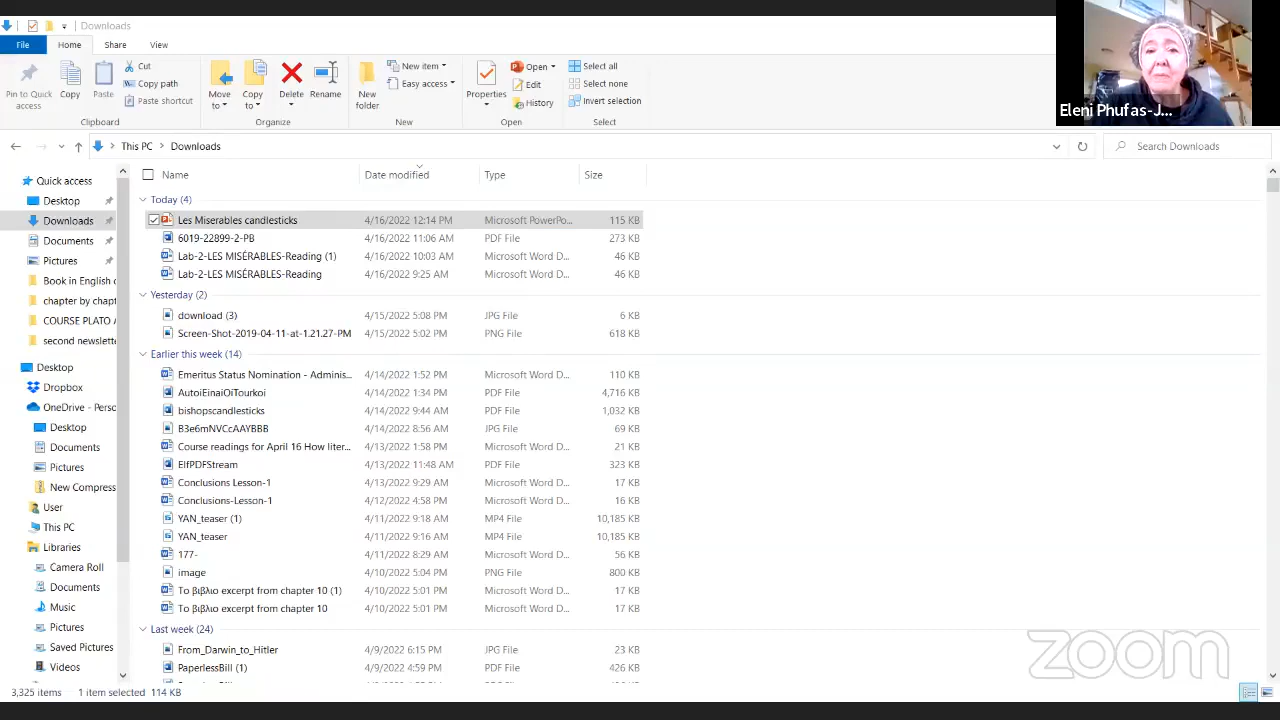 Downloads
File Home Share View
Pin to Quick access
Copy
Paste
Cut
Copy path
Paste shortcut
Clipboard
Move to
Copy to
Delete
Rename
Organize
New folder
New item
Easy access
New
Properties
Open
Edit
History
Open
Select all
Select none
Invert selection
Select
Eleni Phufas-J...
This PC > Downloads
Search Downloads
Quick access
Desktop
Downloads
Documents
Pictures
Book in English
chapter by chapt
COURSE PLATO
second newslette
Desktop
Dropbox
OneDrive - Perso
Desktop
Documents
Pictures
New Compress
User
This PC
Libraries
Camera Roll
Documents
Music
Pictures
Saved Pictures
Videos
Name Date modified Type Size
Today (4)
Les Miserables candlesticks 4/16/2022 12:14 PM Microsoft PowerPo... 115 KB
6019-22899-2-PB 4/16/2022 11:06 AM PDF File 273 KB
Lab-2-LES MISÉRABLES-Reading (1) 4/16/2022 10:03 AM Microsoft Word D... 46 KB
Lab-2-LES MISÉRABLES-Reading 4/16/2022 9:25 AM Microsoft Word D... 46 KB
Yesterday (2)
download (3) 4/15/2022 5:08 PM JPG File 6 KB
Screen-Shot-2019-04-11-at-1.21.27-PM 4/15/2022 5:02 PM PNG File 618 KB
Earlier this week (14)
Emeritus Status Nomination - Adminis... 4/14/2022 1:52 PM Microsoft Word D... 110 KB
AutoiEinaiOiTourkoi 4/14/2022 1:34 PM PDF File 4,716 KB
bishopscandlesticks 4/14/2022 9:44 AM PDF File 1,032 KB
B3e6mNVCcAAYBBB 4/14/2022 8:56 AM JPG File 69 KB
Course readings for April 16 How liter... 4/13/2022 1:58 PM Microsoft Word D... 21 KB
ElfPDFStream 4/13/2022 11:48 AM PDF File 323 KB
Conclusions Lesson-1 4/13/2022 9:29 AM Microsoft Word D... 17 KB
Conclusions-Lesson-1 4/12/2022 4:58 PM Microsoft Word D... 16 KB
YAN_teaser (1) 4/11/2022 9:18 AM MP4 File 10,185 KB
YAN_teaser 4/11/2022 9:16 AM MP4 File 10,185 KB
177- 4/11/2022 8:29 AM Microsoft Word D... 56 KB
image 4/10/2022 5:04 PM PNG File 800 KB
Το βιβλιο excerpt from chapter 10 (1) 4/10/2022 5:01 PM Microsoft Word D... 17 KB
Το βιβλιο excerpt from chapter 10 4/10/2022 5:01 PM Microsoft Word D... 17 KB
Last week (24)
From_Darwin_to_Hitler 4/9/2022 6:15 PM JPG File 23 KB
PaperlessBill (1) 4/9/2022 4:59 PM PDF File 426 KB
zoom
3,325 items 1 item selected 114 KB